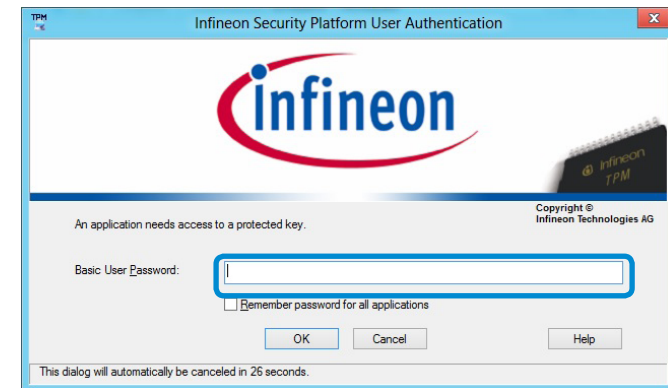 TPM
Infineon Security Platform User Authentication
X
infineon
infineon
TPM
Copyright ©
Infineon Technologies AG
An application needs access to a protected key.
Basic User Password:
Remember password for all applications
OK Cancel Help
This dialog will automatically be canceled in 26 seconds.